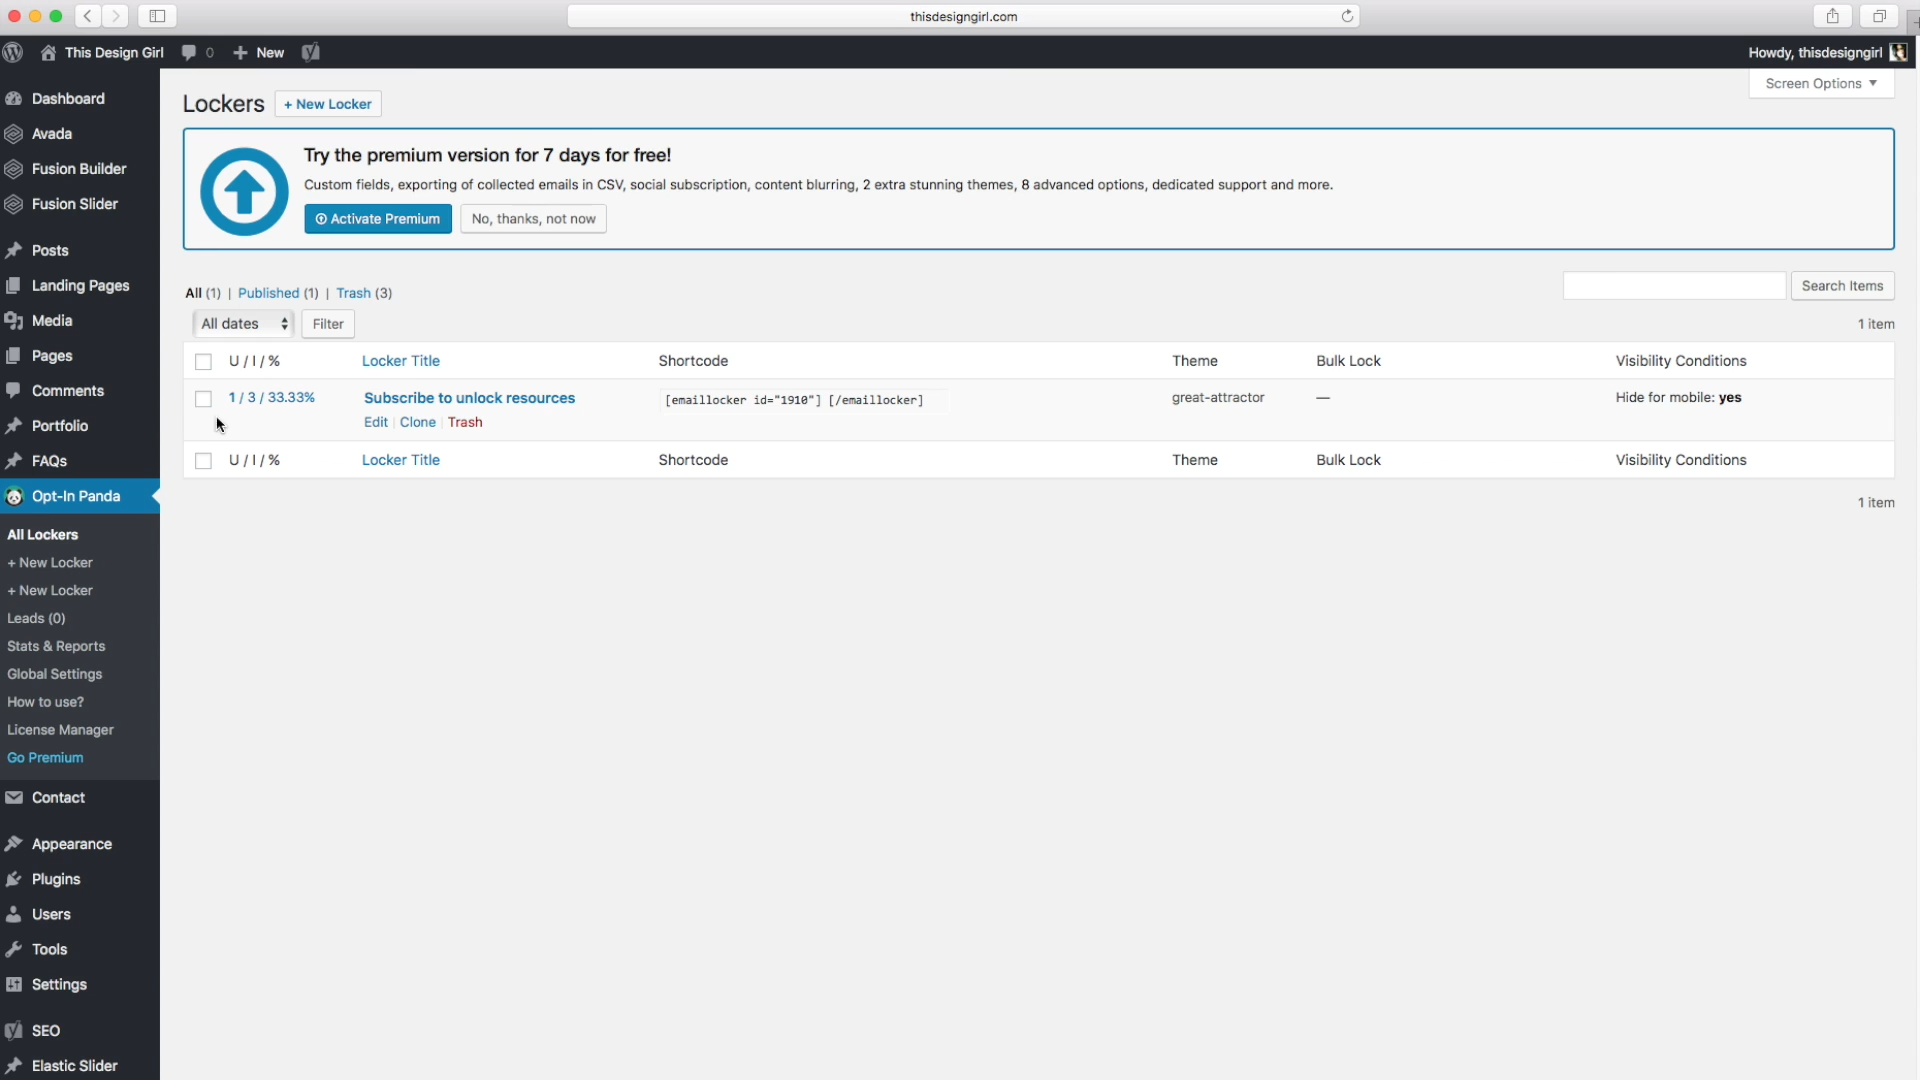 thisdesigngirl.com
This Design Girl 0 + New Howdy, thisdesigngirl
Screen Options ▼
Dashboard
Avada
Fusion Builder
Fusion Slider
Posts
Landing Pages
Media
Pages
Comments
Portfolio
FAQs
Opt-In Panda
All Lockers
+ New Locker
+ New Locker
Leads (0)
Stats & Reports
Global Settings
How to use?
License Manager
Go Premium
Contact
Appearance
Plugins
Users
Tools
Settings
SEO
Elastic Slider
Lockers + New Locker
Try the premium version for 7 days for free!
Custom fields, exporting of collected emails in CSV, social subscription, content blurring, 2 extra stunning themes, 8 advanced options, dedicated support and more.
Activate Premium No, thanks, not now
All (1) | Published (1) | Trash (3) Search Items
All dates Filter 1 item
U / I / % Locker Title Shortcode Theme Bulk Lock Visibility Conditions
1 / 3 / 33.33% Subscribe to unlock resources [emaillocker id="1910"] [/emaillocker] great-attractor — Hide for mobile: yes
Edit | Clone | Trash
U / I / % Locker Title Shortcode Theme Bulk Lock Visibility Conditions
1 item